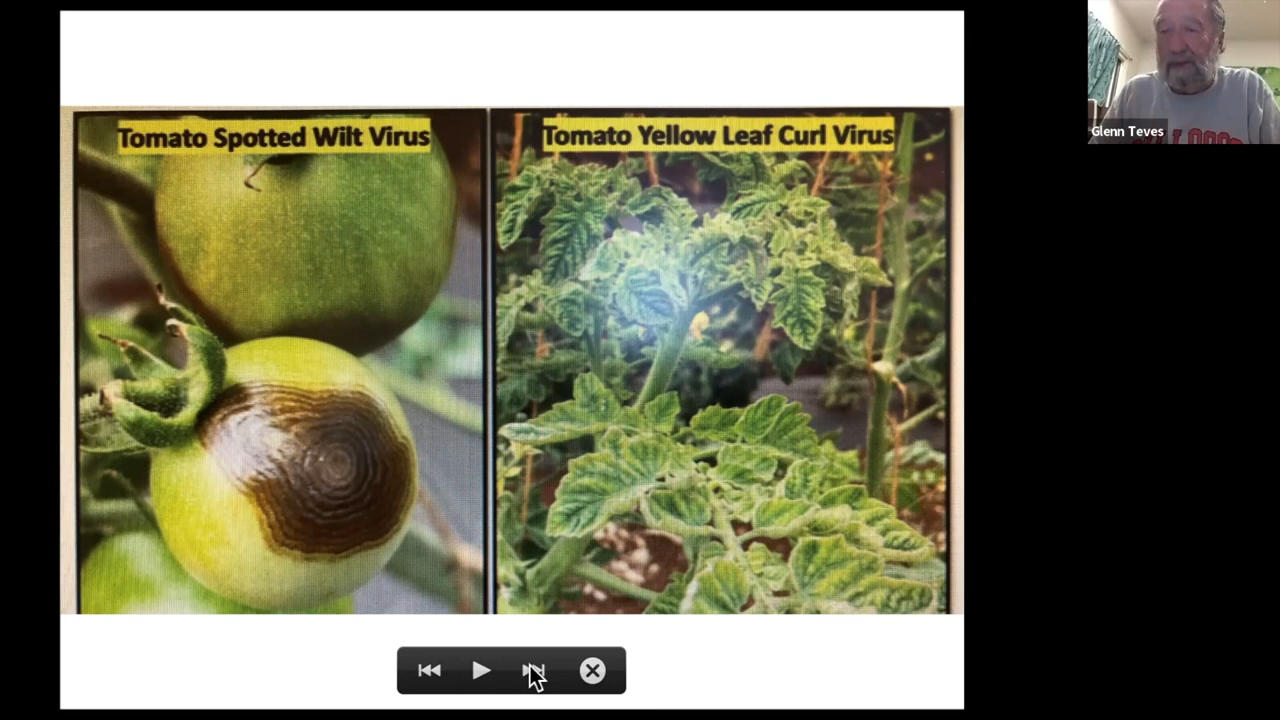 Tomato Spotted Wilt Virus
Tomato Yellow Leaf Curl Virus
Glenn Teves